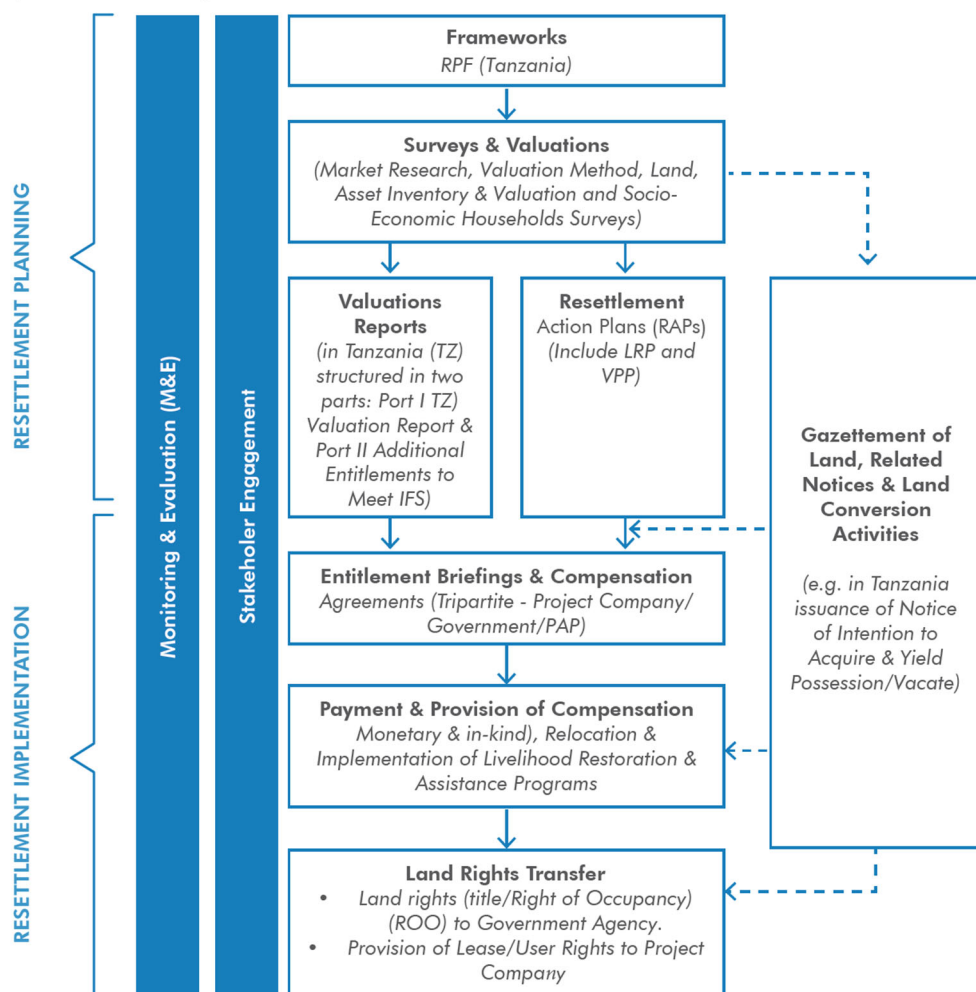 RESETTLEMENT PLANNING
RESETTLEMENT IMPLEMENTATION
Monitoring & Evaluation (M&E)
Stakeholer Engagement
Frameworks
RPF (Tanzania)
Surveys & Valuations
(Market Research, Valuation Method, Land,
Asset Inventory & Valuation and Socio-
Economic Households Surveys)
Valuations
Reports
(in Tanzania (TZ)
structured in two
parts: Port I TZ)
Valuation Report &
Port II Additional
Entitlements to
Meet IFS)
Resettlement
Action Plans (RAPs)
(Include LRP and
VPP)
Gazettement of
Land, Related
Notices & Land
Conversion
Activities
(e.g. in Tanzania
issuance of Notice
of Intention to
Acquire & Yield
Possession/Vacate)
Entitlement Briefings & Compensation
Agreements (Tripartite - Project Company/
Government/PAP)
Payment & Provision of Compensation
Monetary & in-kind), Relocation &
Implementation of Livelihood Restoration &
Assistance Programs
Land Rights Transfer
• Land rights (title/Right of Occupancy)
(ROO) to Government Agency.
• Provision of Lease/User Rights to Project
Company